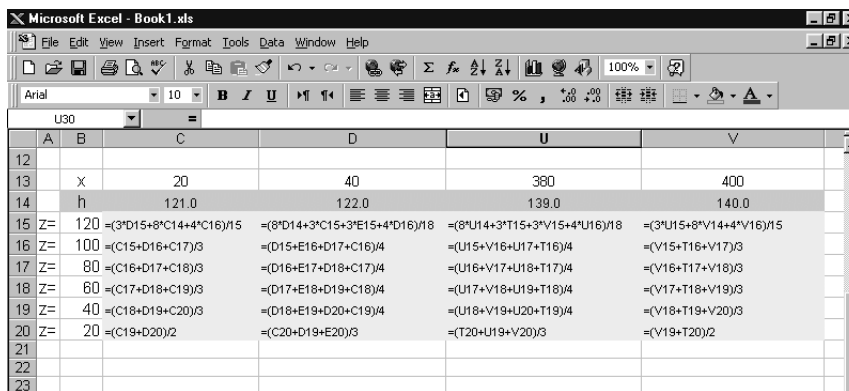 Microsoft Excel - Book1.xls
File Edit View Insert Format Tools Data Window Help
100%
Arial 10 B I U
U30 =
A B C D U V
12
13 x 20 40 380 400
14 h 121.0 122.0 139.0 140.0
15 Z= 120 =(3*D15+8*C14+4*C16)/15 =(8*D14+3*C15+3*E15+4*D16)/18 =(8*U14+3*T15+3*V15+4*U16)/18 =(3*U15+8*V14+4*V16)/15
16 Z= 100 =(C15+D16+C17)/3 =(D15+E16+D17+C16)/4 =(U15+V16+U17+T16)/4 =(V15+T16+V17)/3
17 Z= 80 =(C16+D17+C18)/3 =(D16+E17+D18+C17)/4 =(U16+V17+U18+T17)/4 =(V16+T17+V18)/3
18 Z= 60 =(C17+D18+C19)/3 =(D17+E18+D19+C18)/4 =(U17+V18+U19+T18)/4 =(V17+T18+V19)/3
19 Z= 40 =(C18+D19+C20)/3 =(D18+E19+D20+C19)/4 =(U18+V19+U20+T19)/4 =(V18+T19+V20)/3
20 Z= 20 =(C19+D20)/2 =(C20+D19+E20)/3 =(T20+U19+V20)/3 =(V19+T20)/2
21
22
23